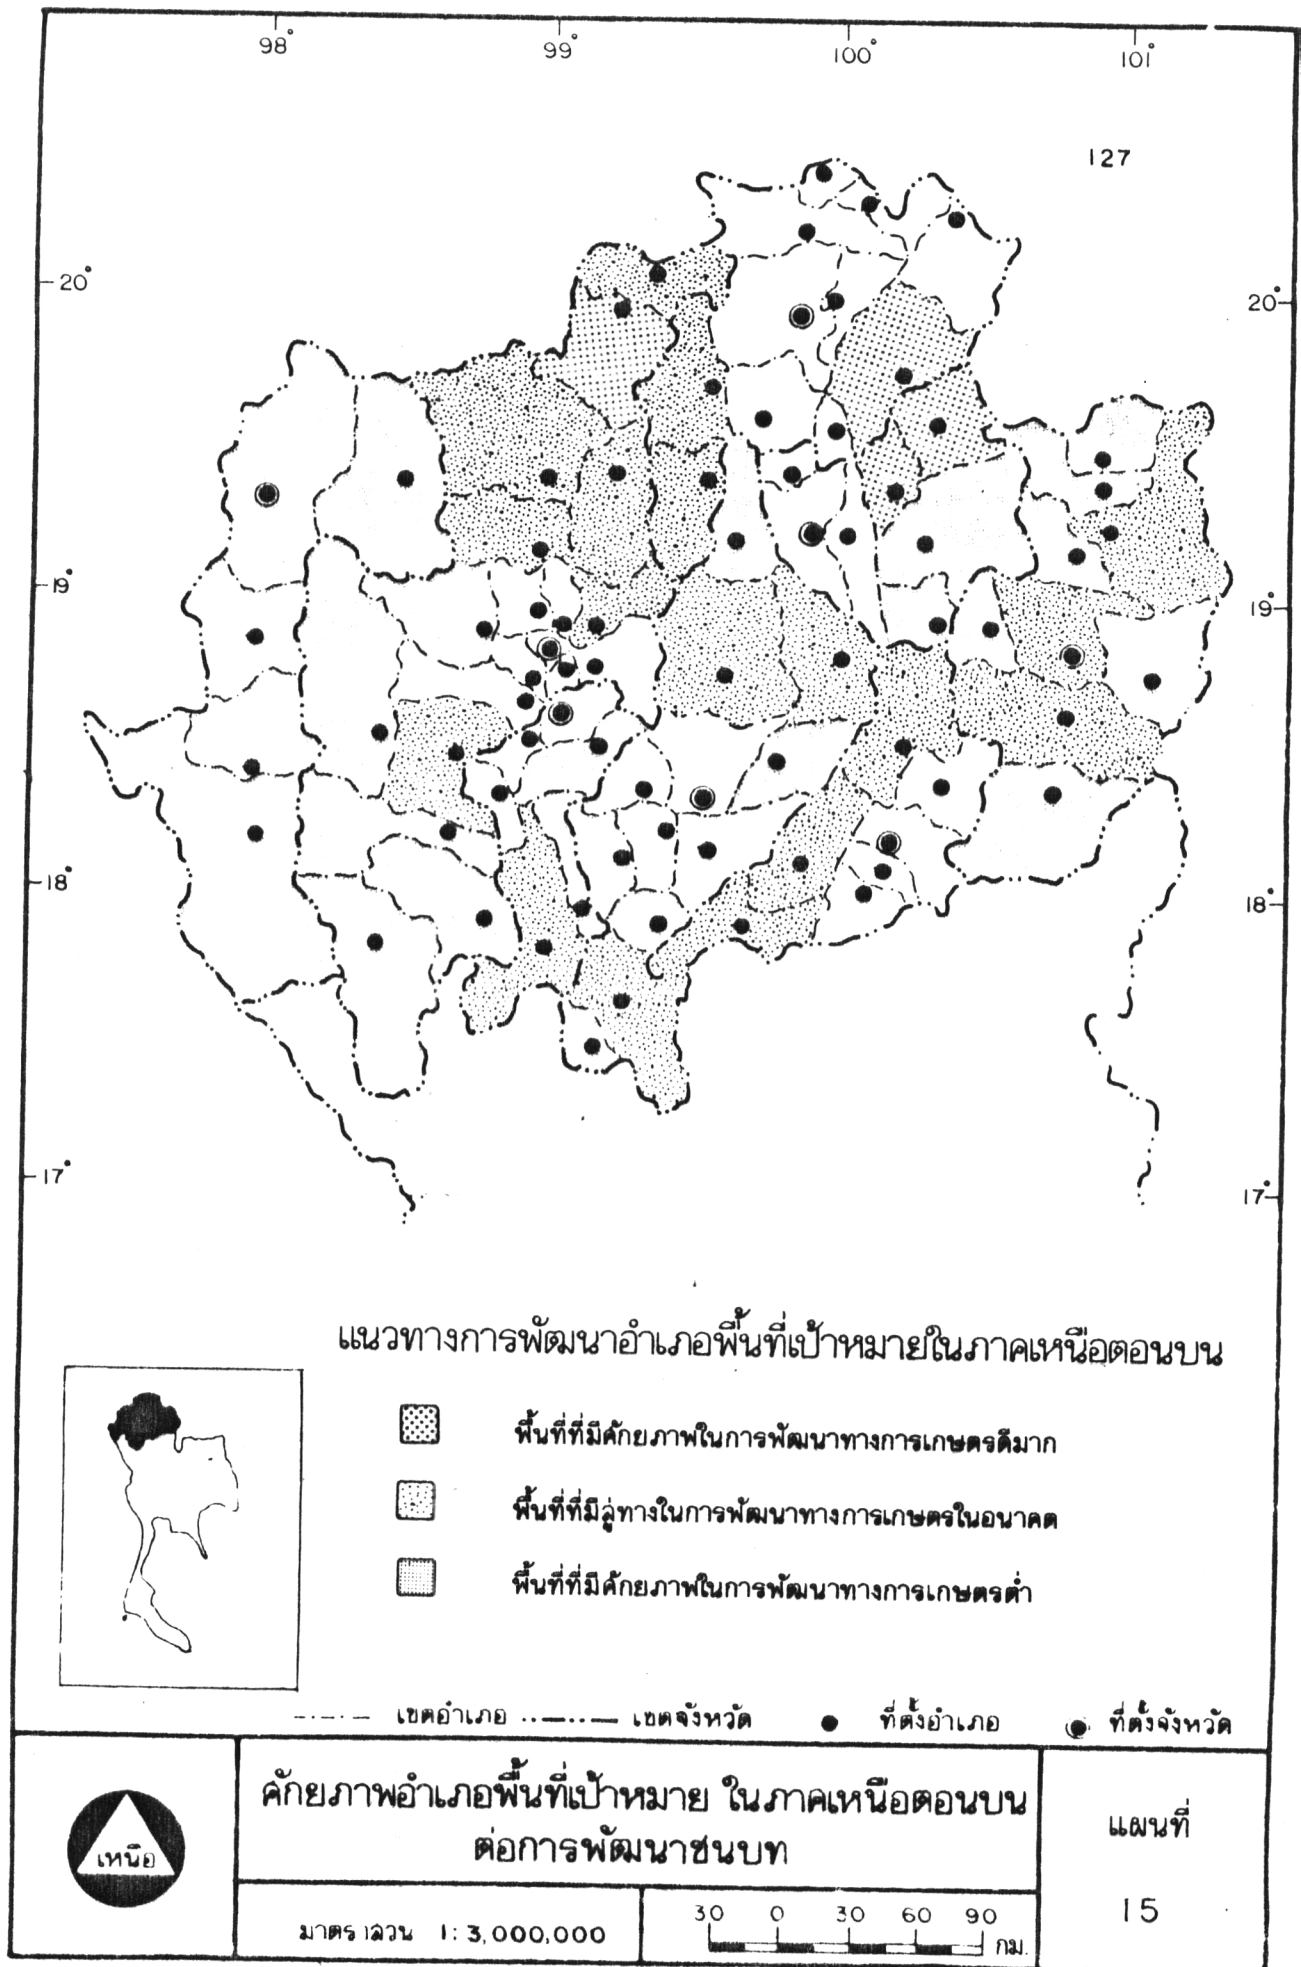 98°
99°
100°
101°
127
20°
20°
19°
19°
18°
18°
17°
17°
แนวทางการพัฒนาอำเภอพื้นที่เป้าหมายในภาคเหนือตอนบน
พื้นที่ที่มีศักยภาพในการพัฒนาทางการเกษตรดีมาก
พื้นที่ที่มีลู่ทางในการพัฒนาทางการเกษตรในอนาคต
พื้นที่ที่มีศักยภาพในการพัฒนาทางการเกษตรต่ำ
เขตอำเภอ เขตจังหวัด ที่ตั้งอำเภอ ที่ตั้งจังหวัด
เหนือ
ศักยภาพอำเภอพื้นที่เป้าหมาย ในภาคเหนือตอนบน
ต่อการพัฒนาชนบท
มาตราส่วน 1:3,000,000
30 0 30 60 90
กม.
แผนที่
15